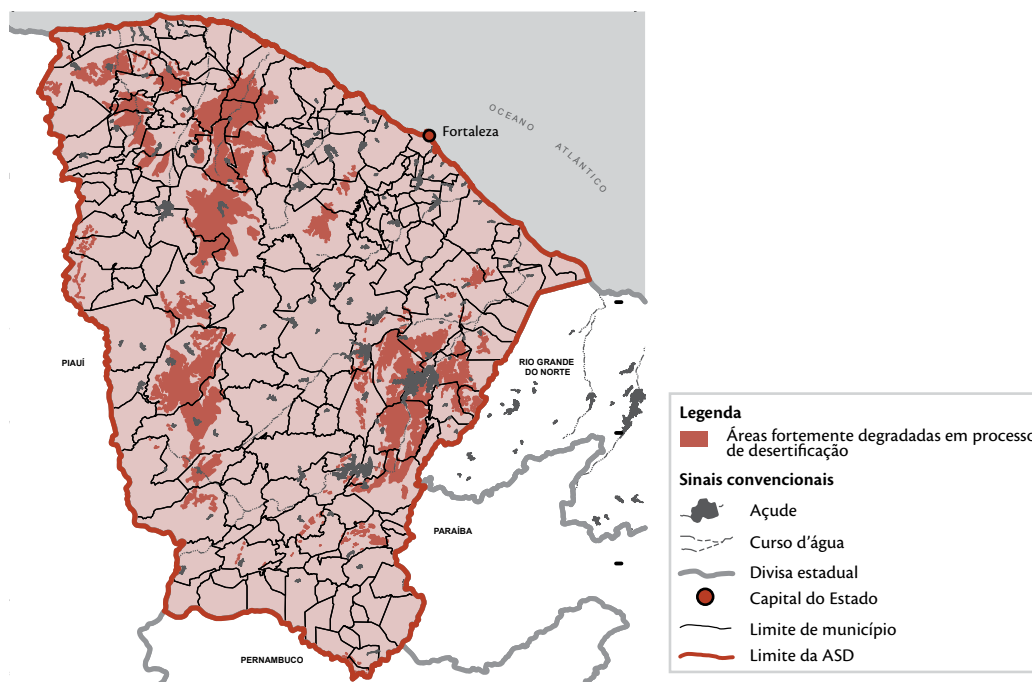 OCEANO
ATLÂNTICO
Fortaleza
PIAUÍ
RIO GRANDE
DO NORTE
PARAÍBA
PERNAMBUCO
Legenda
Áreas fortemente degradadas em processo
de desertificação
Sinais convencionais
Açude
Curso d'água
Divisa estadual
Capital do Estado
Limite de município
Limite da ASD